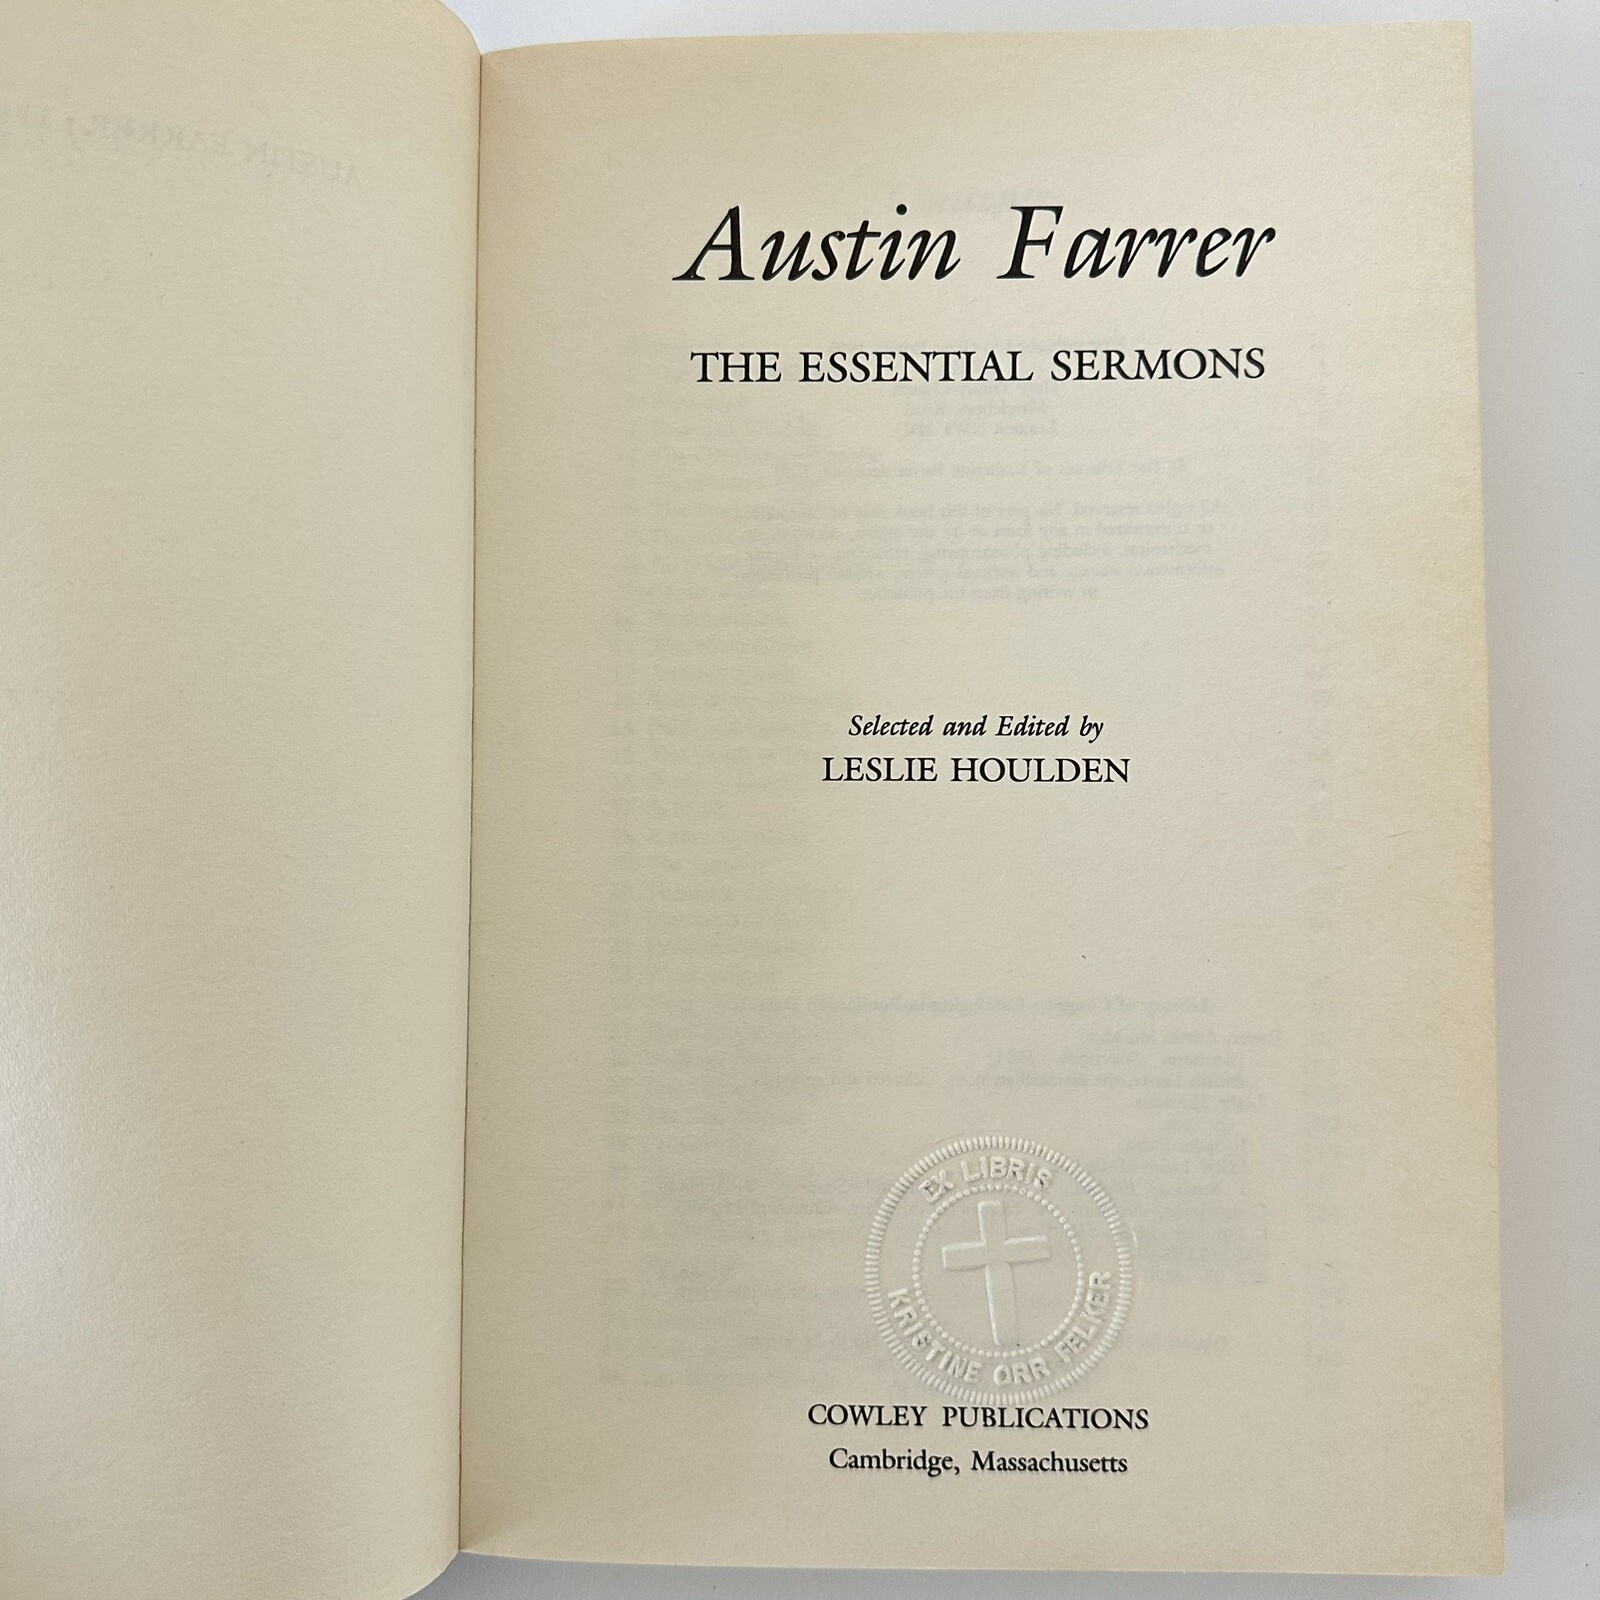 Austin Farrer
THE ESSENTIAL SERMONS
Selected and Edited by
LESLIE HOULDEN
EX LIBRIS
KRISTINE ORR FELKER
COWLEY PUBLICATIONS
Cambridge, Massachusetts